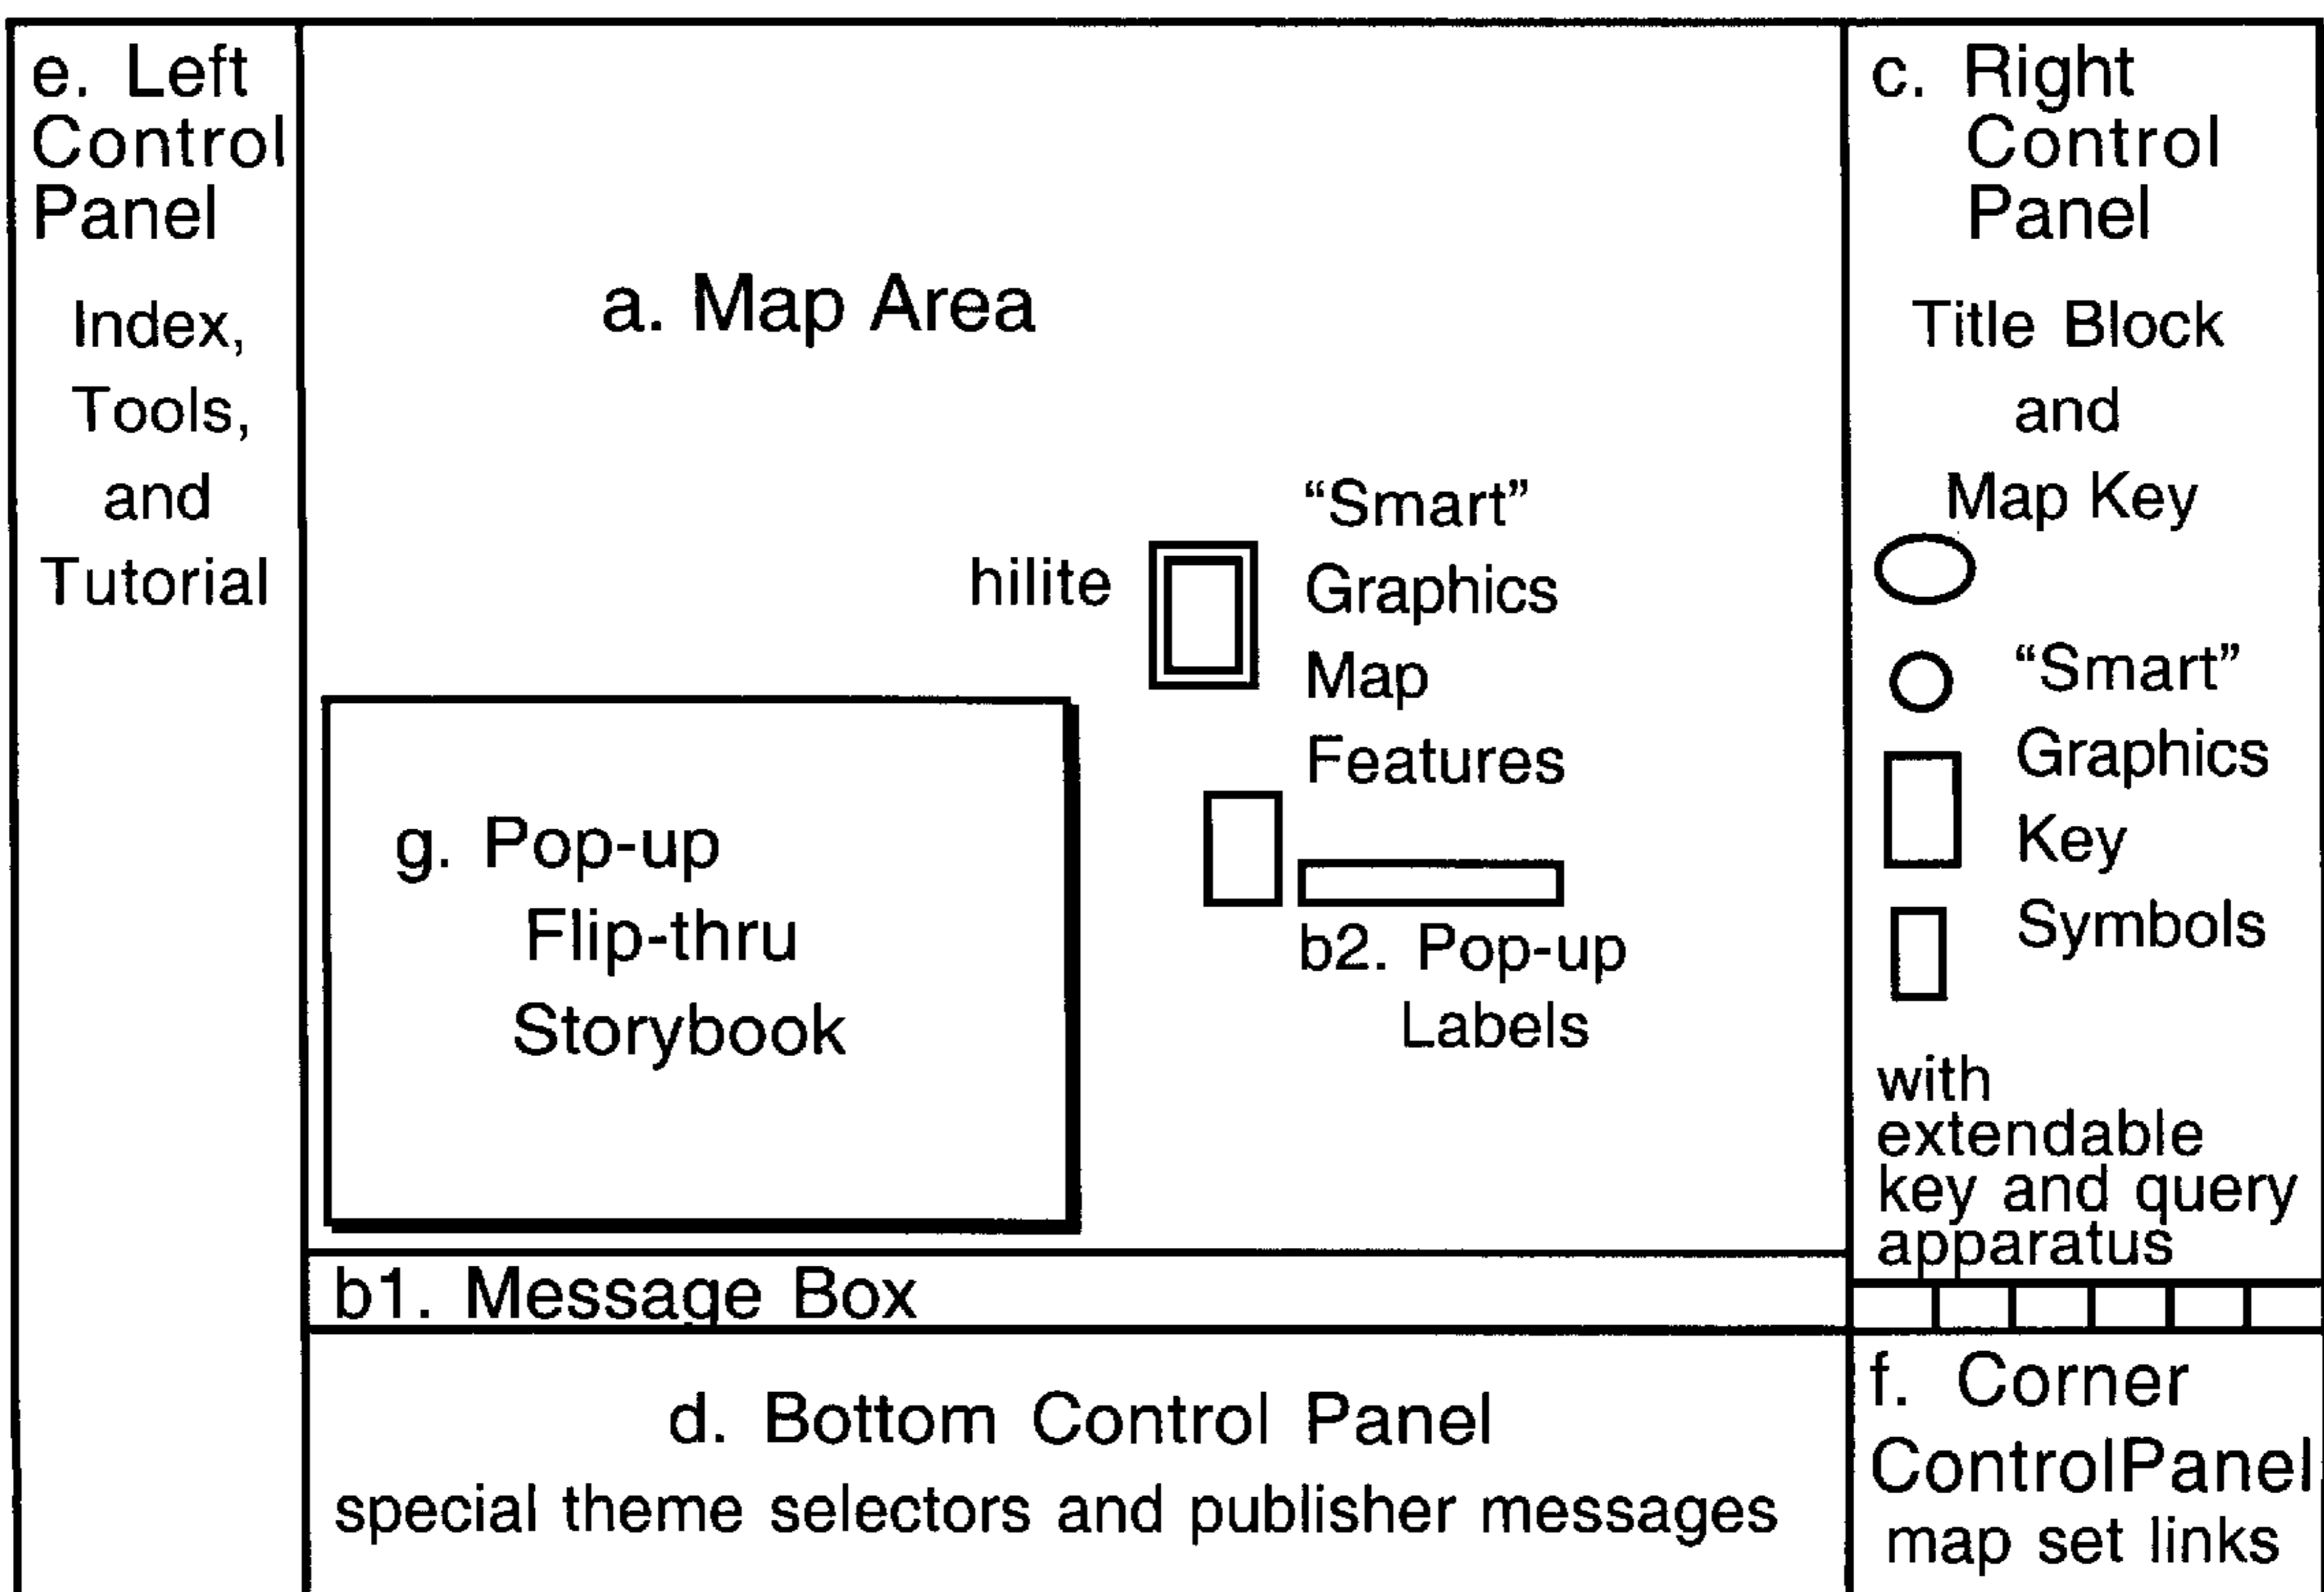 e. Left
Control
Panel
Index,
Tools,
and
Tutorial
a. Map Area
hilite
“Smart”
Graphics
Map
Features
g. Pop-up
Flip-thru
Storybook
b2. Pop-up
Labels
b1. Message Box
d. Bottom Control Panel
special theme selectors and publisher messages
c. Right
Control
Panel
Title Block
and
Map Key
“Smart”
Graphics
Key
Symbols
with
extendable
key and query
apparatus
f. Corner
ControlPanel
map set links